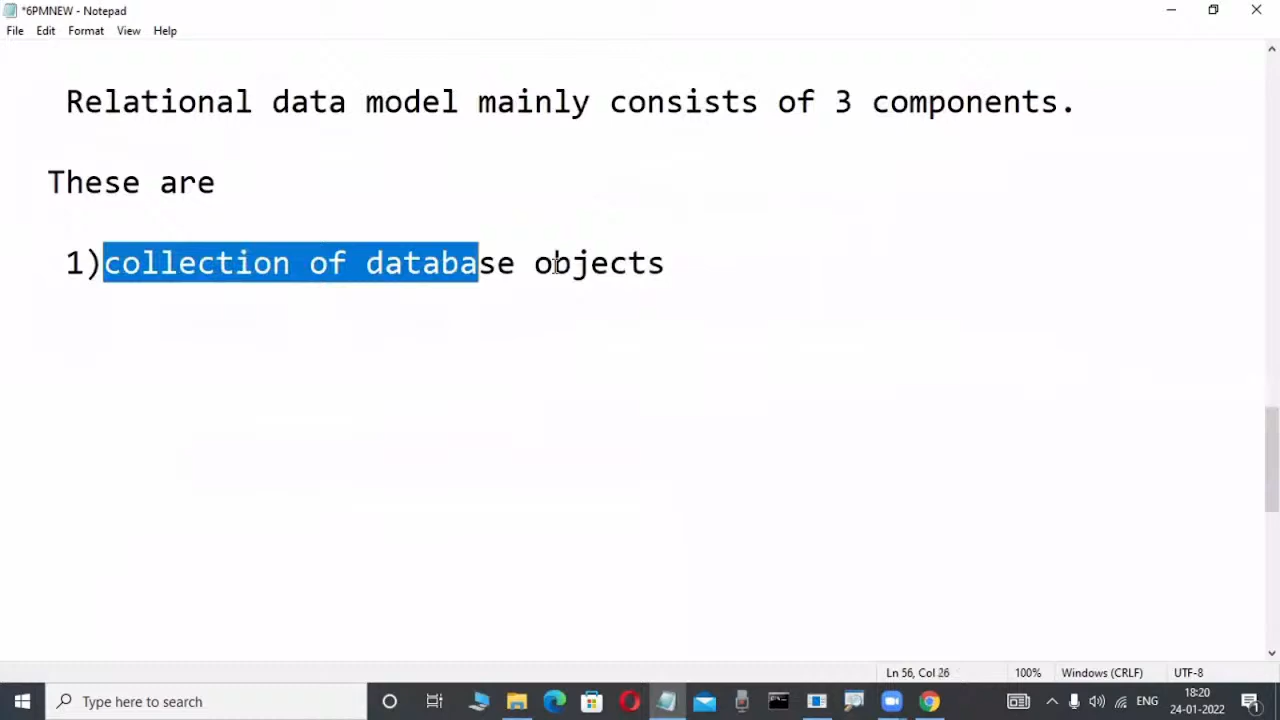 *6PMNEW - Notepad
File Edit Format View Help
Relational data model mainly consists of 3 components.
These are
1)collection of database objects
Ln 56, Col 26 100% Windows (CRLF) UTF-8
Type here to search
ENG
18:20
24-01-2022
1